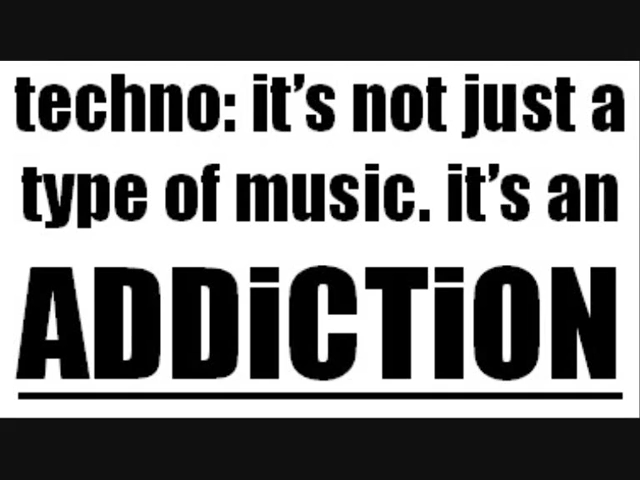 techno: it’s not just a
type of music. it’s an
ADDiCTiON